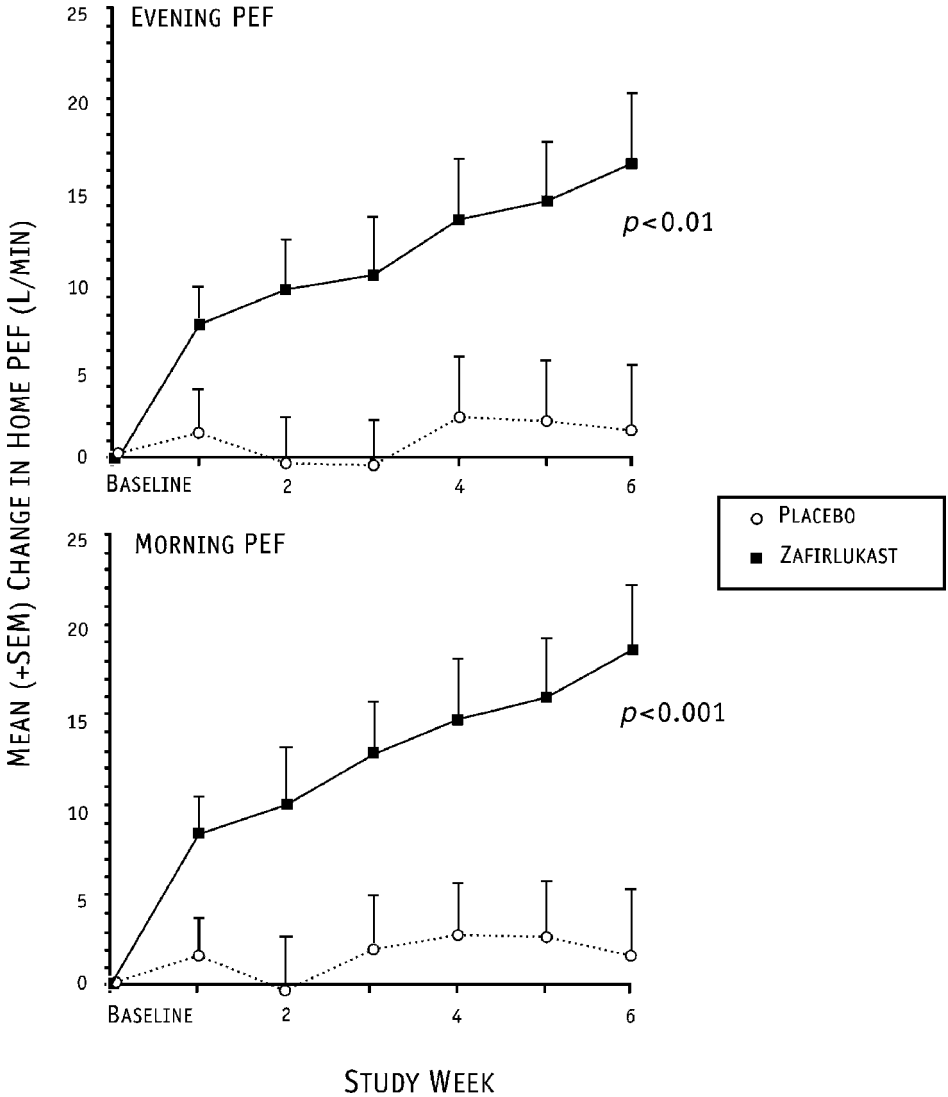 MEAN (+SEM) CHANGE IN HOME PEF (L/MIN)
EVENING PEF
25
20
15
10
5
0
p<0.01
BASELINE 2 4 6
PLACEBO
ZAFIRLUKAST
MORNING PEF
25
20
15
10
5
0
p<0.001
BASELINE 2 4 6
STUDY WEEK